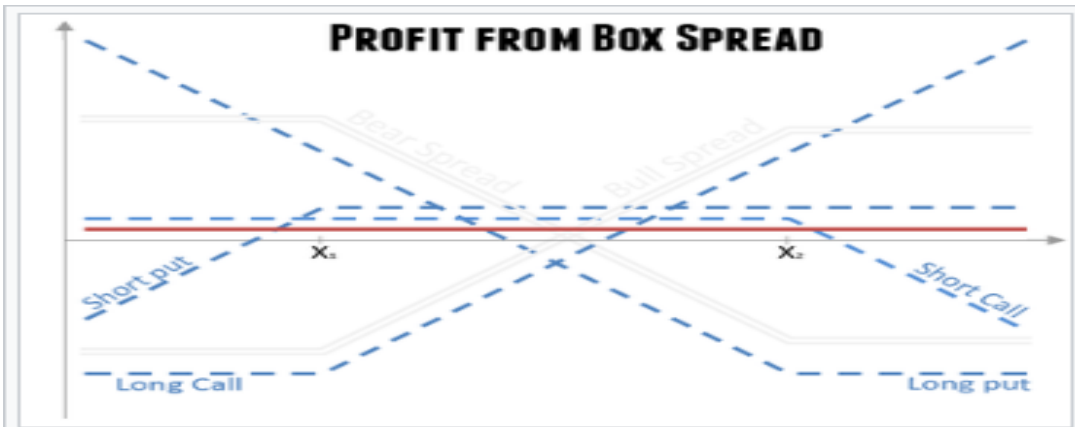 PROFIT FROM BOX SPREAD
Bear Spread
Bull Spread
X₁
X₂
Short put
Short Call
Long Call
Long put